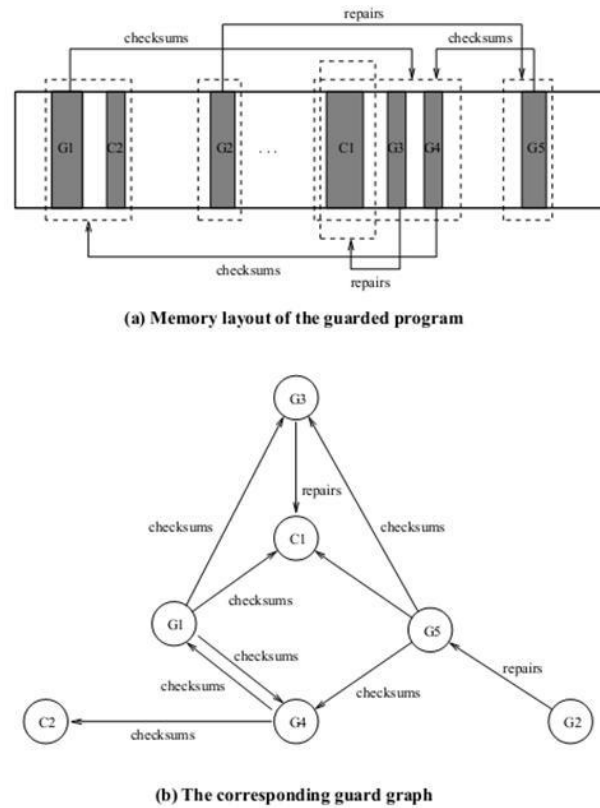 repairs
checksums
checksums
G1
C2
G2
. . .
C1
G3
G4
G5
checksums
repairs
(a) Memory layout of the guarded program
G3
repairs
checksums
checksums
C1
checksums
G1
G5
checksums
repairs
checksums
checksums
C2
G4
G2
checksums
(b) The corresponding guard graph